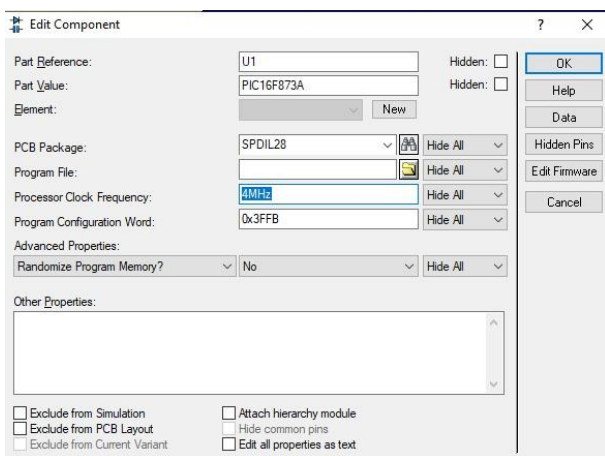 Edit Component ? ×
Part Reference: U1 Hidden: OK
Part Value: PIC16F873A Hidden: Help
Element: New Data
PCB Package: SPDIL28 Hide All Hidden Pins
Program File: Hide All Edit Firmware
Processor Clock Frequency: 4MHz Hide All Cancel
Program Configuration Word: 0x3FFB Hide All
Advanced Properties:
Randomize Program Memory? No Hide All
Other Properties:
Exclude from Simulation Attach hierarchy module
Exclude from PCB Layout Hide common pins
Exclude from Current Variant Edit all properties as text